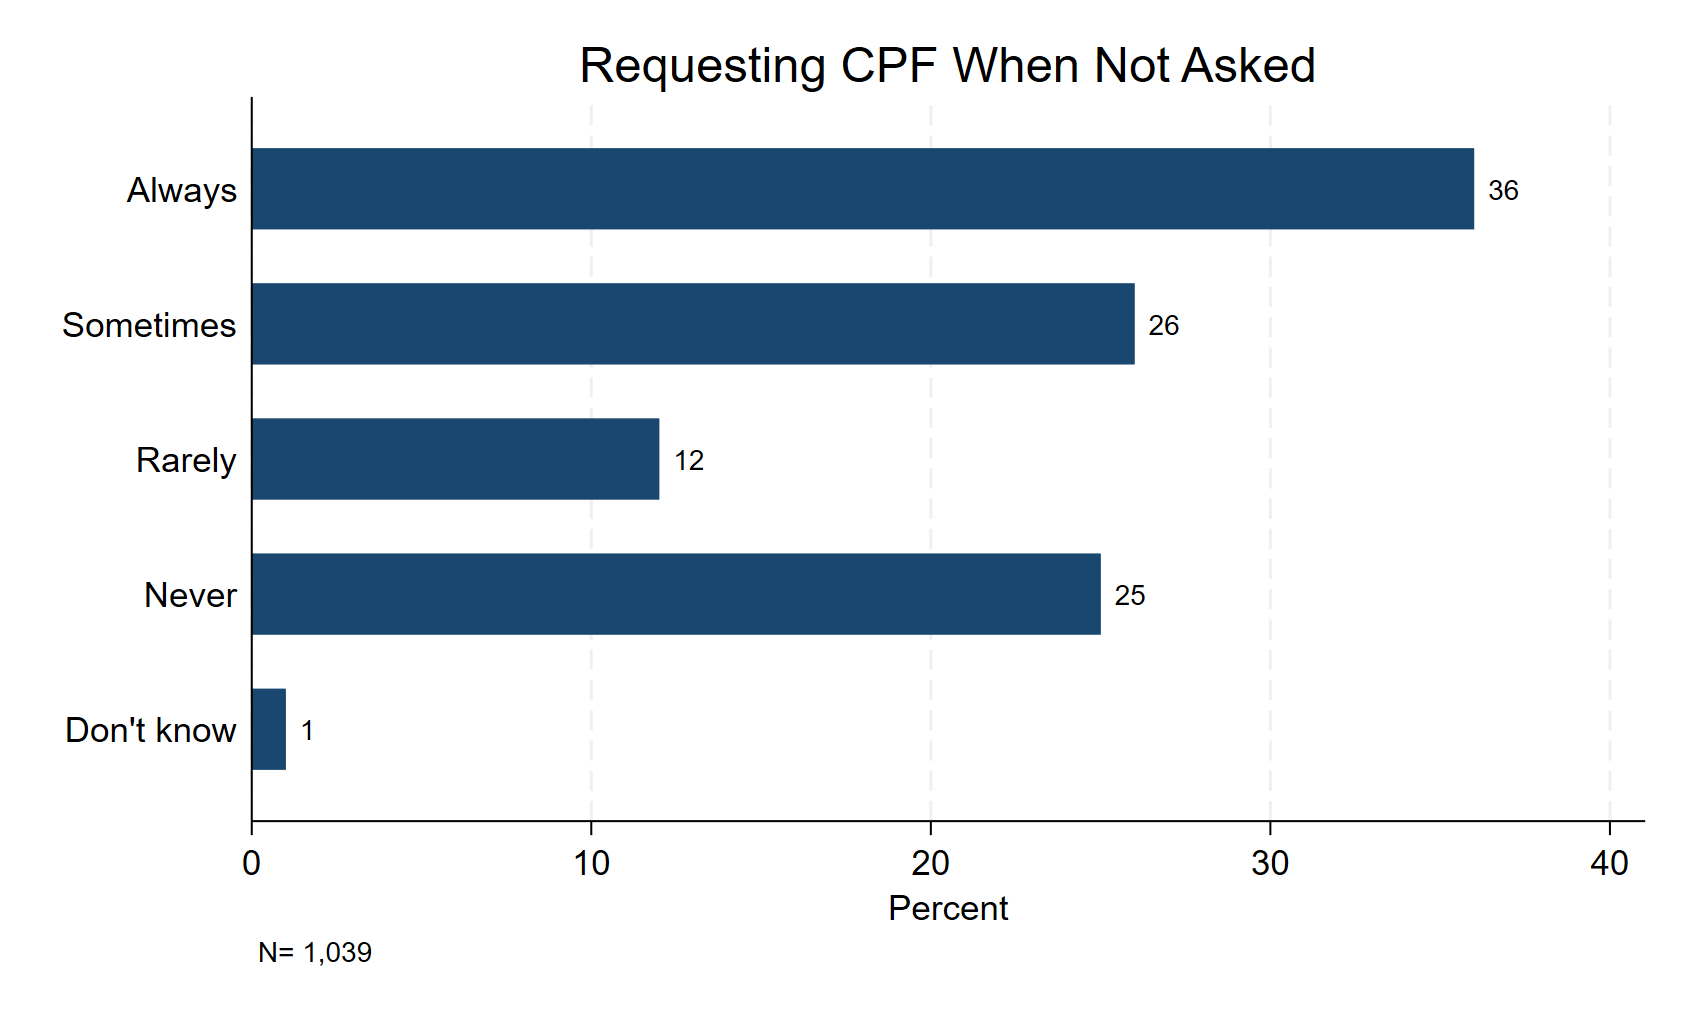 Requesting CPF When Not Asked
Always
36
Sometimes
26
Rarely
12
Never
25
Don't know
1
0 10 20 30 40
Percent
N= 1,039